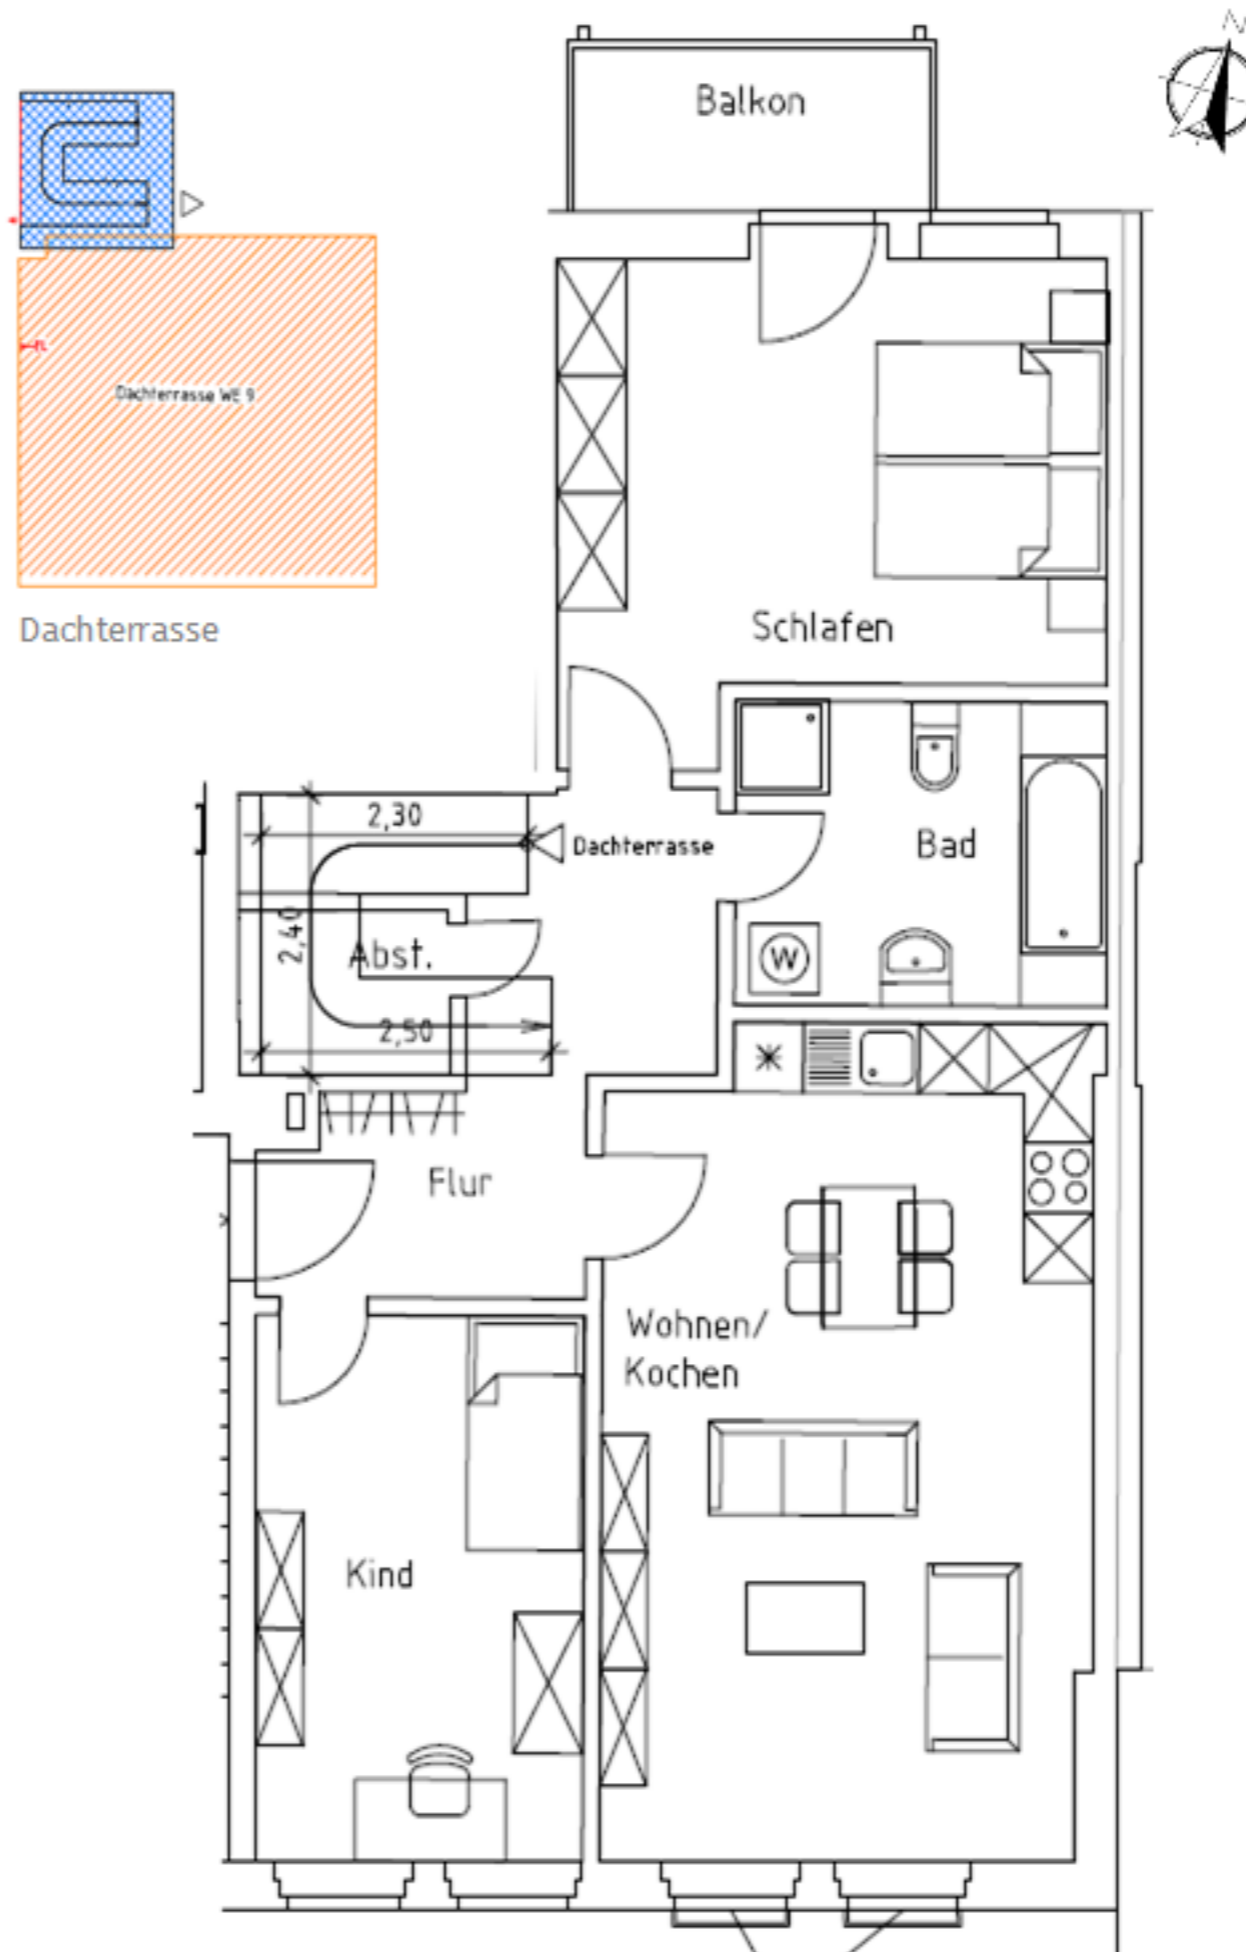 N
Balkon
Dachterrasse WE 9
Dachterrasse
Schlafen
2,30
Dachterrasse
Bad
2,40
Abst.
W
2,50
Flur
Wohnen/
Kochen
Kind